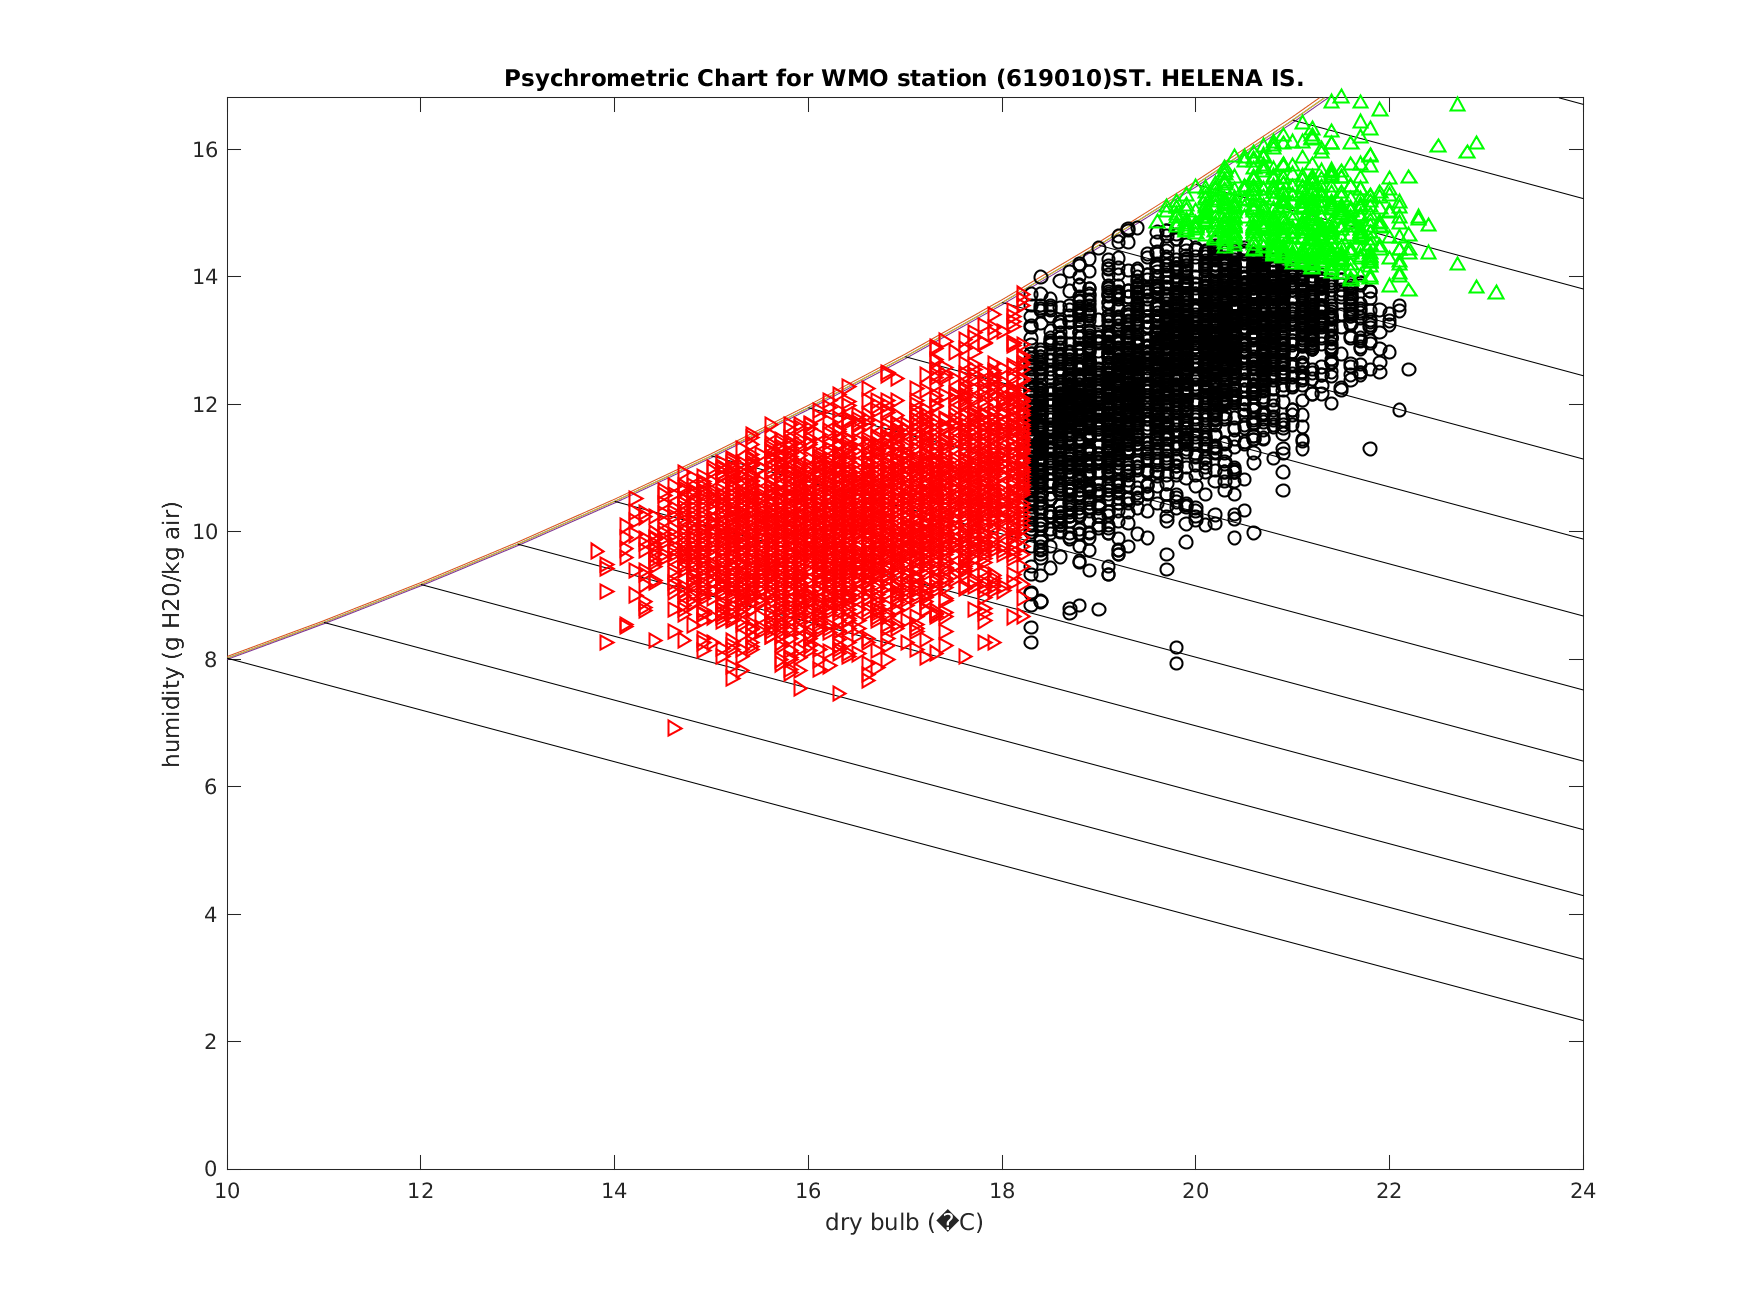 Psychrometric Chart for WMO station (619010)ST. HELENA IS.
humidity (g H20/kg air)
16
14
12
10
8
6
4
2
0
10 12 14 16 18 20 22 24
dry bulb (�C)